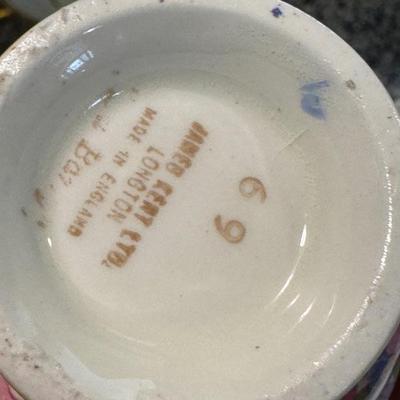 JAMES KENT LTD.
LONGTON
MADE IN ENGLAND
69